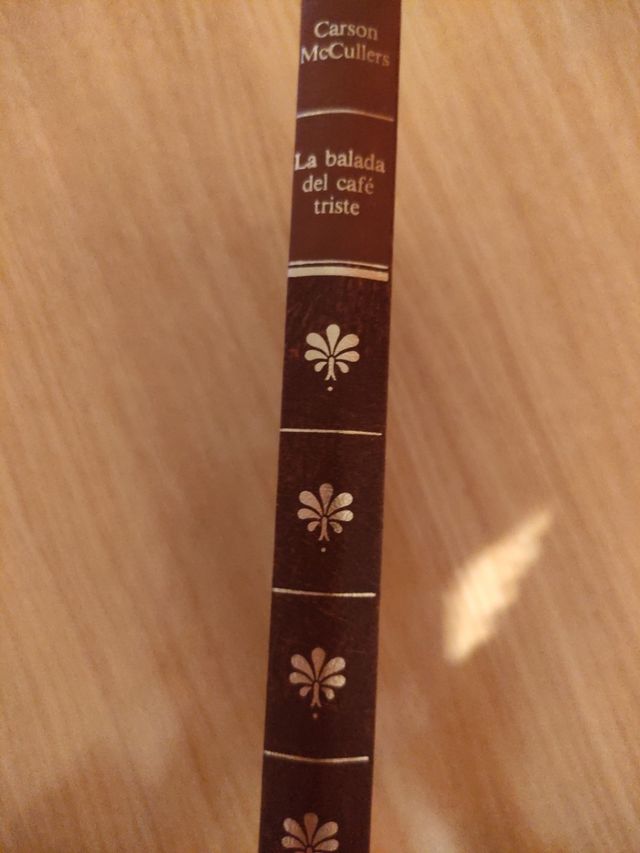 Carson
McCullers
La balada
del café
triste